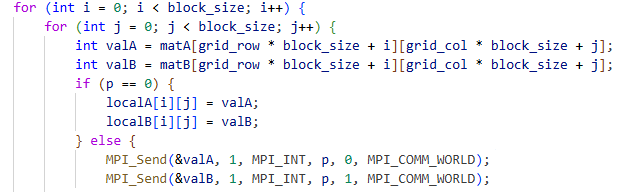 for (int i = 0; i < block_size; i++) {
    for (int j = 0; j < block_size; j++) {
        int valA = matA[grid_row * block_size + i][grid_col * block_size + j];
        int valB = matB[grid_row * block_size + i][grid_col * block_size + j];
        if (p == 0) {
            localA[i][j] = valA;
            localB[i][j] = valB;
        } else {
            MPI_Send(&valA, 1, MPI_INT, p, 0, MPI_COMM_WORLD);
            MPI_Send(&valB, 1, MPI_INT, p, 1, MPI_COMM_WORLD);